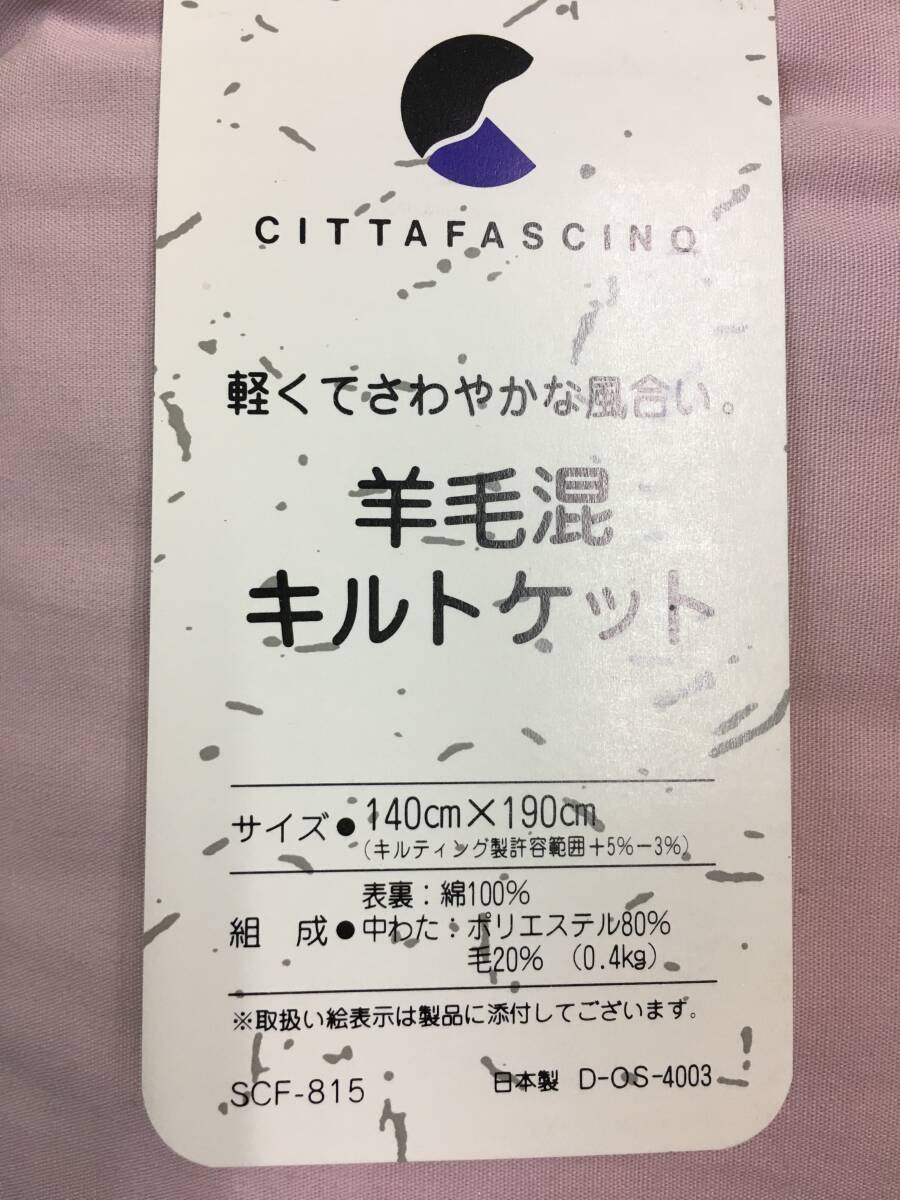 CITTAFASCINO
軽くてさわやかな風合い。
羊毛混
キルトケット
サイズ●140cm×190cm
(キルティング製許容範囲+5%−3%)
表裏：綿100%
組 成●中わた：ポリエステル80%
毛20% (0.4kg)
※取扱い絵表示は製品に添付してございます。
SCF-815 日本製 D-OS-4003